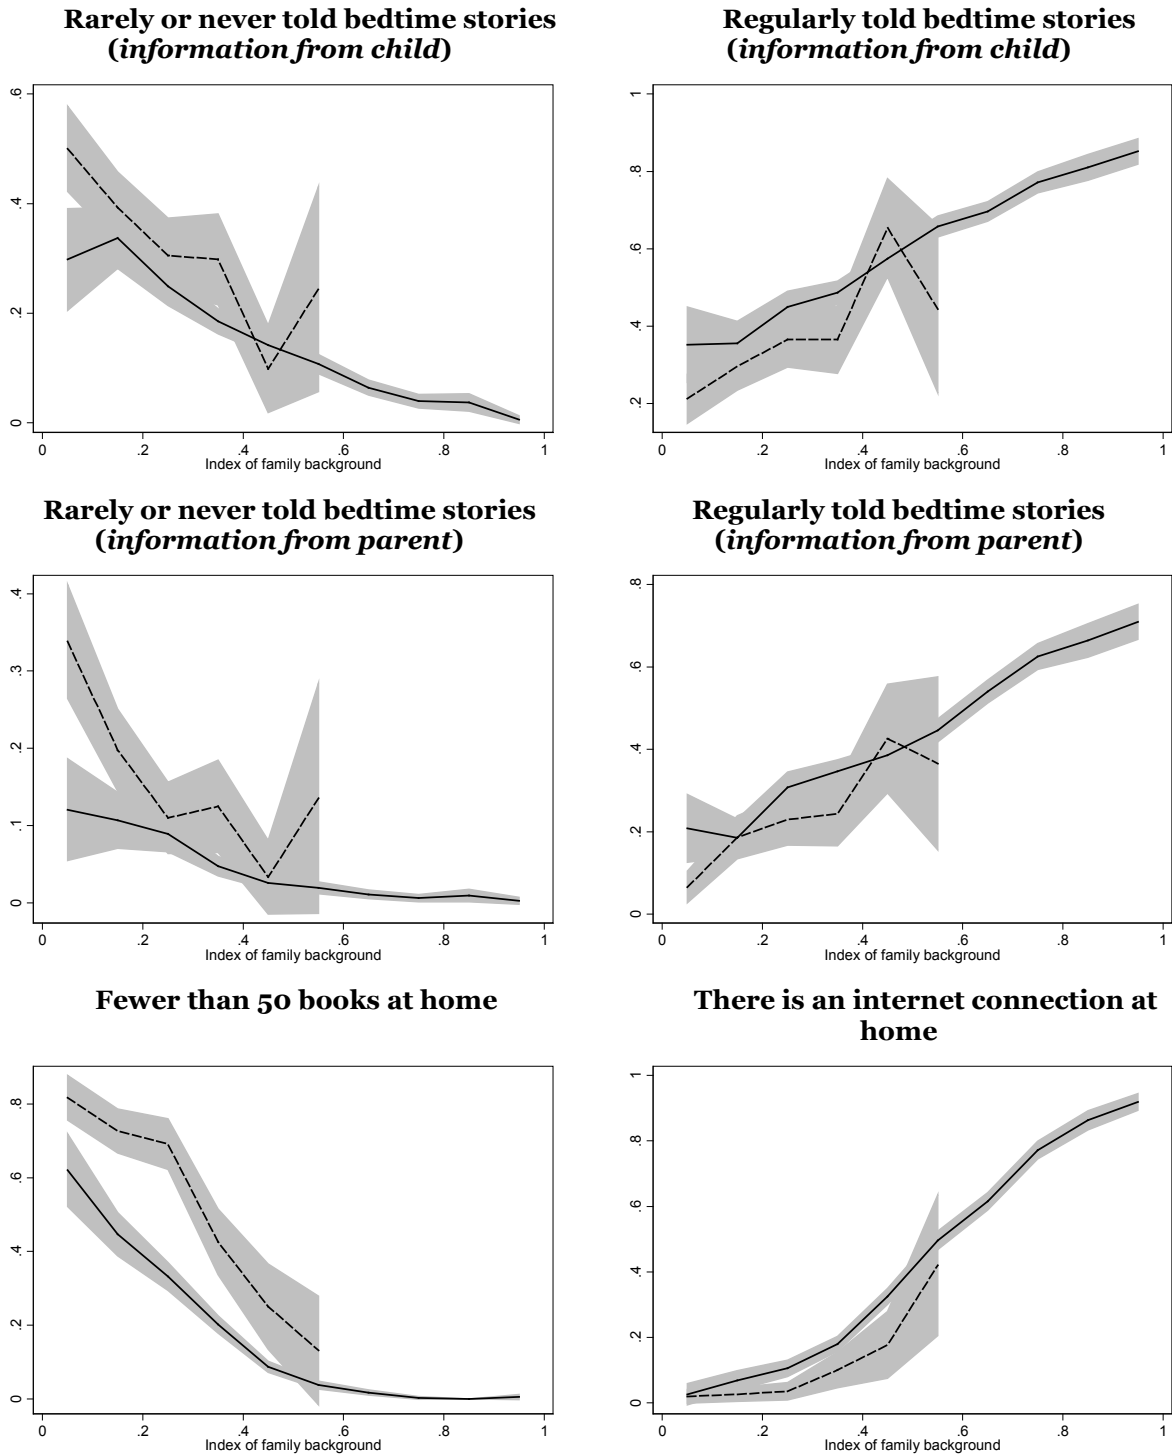 Rarely or never told bedtime stories
(information from child)
.6
.4
.2
0
0 .2 .4 .6 .8 1
Index of family background
Regularly told bedtime stories
(information from child)
1
.8
.6
.4
.2
0 .2 .4 .6 .8 1
Index of family background
Rarely or never told bedtime stories
(information from parent)
.4
.3
.2
.1
0
0 .2 .4 .6 .8 1
Index of family background
Regularly told bedtime stories
(information from parent)
.8
.6
.4
.2
0
0 .2 .4 .6 .8 1
Index of family background
Fewer than 50 books at home
.8
.6
.4
.2
0
0 .2 .4 .6 .8 1
Index of family background
There is an internet connection at
home
1
.8
.6
.4
.2
0
0 .2 .4 .6 .8 1
Index of family background